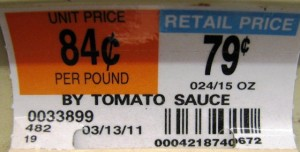 UNIT PRICE
84¢
PER POUND
RETAIL PRICE
79¢
024/15 OZ
BY TOMATO SAUCE
0033899
482
19
03/13/11
0004218740672